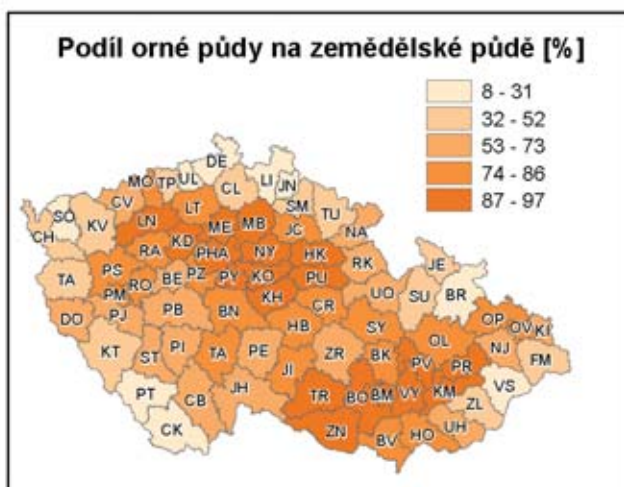 Podíl orné půdy na zemědělské půdě [%]
8 - 31
32 - 52
53 - 73
74 - 86
87 - 97
DE
LI
JN
MO TP UL
CL
SM
SO
CV
LT
TU
CH
KV
LN
ME
MB
JC
NA
RA
KD
PHA
NY
HK
RK
JE
TA
PS
RO
BE
PZ
PY
KO
PU
UO
SU
BR
PM
KH
DO
PJ
PB
BN
CR
OP
OV
KI
HB
SY
OL
NJ
KT
ST
PI
TA
PE
ZR
BK
PV
PR
FM
JI
VS
PT
CB
JH
TR
BO
BM
VY
KM
ZL
CK
ZN
BV
HO
UH